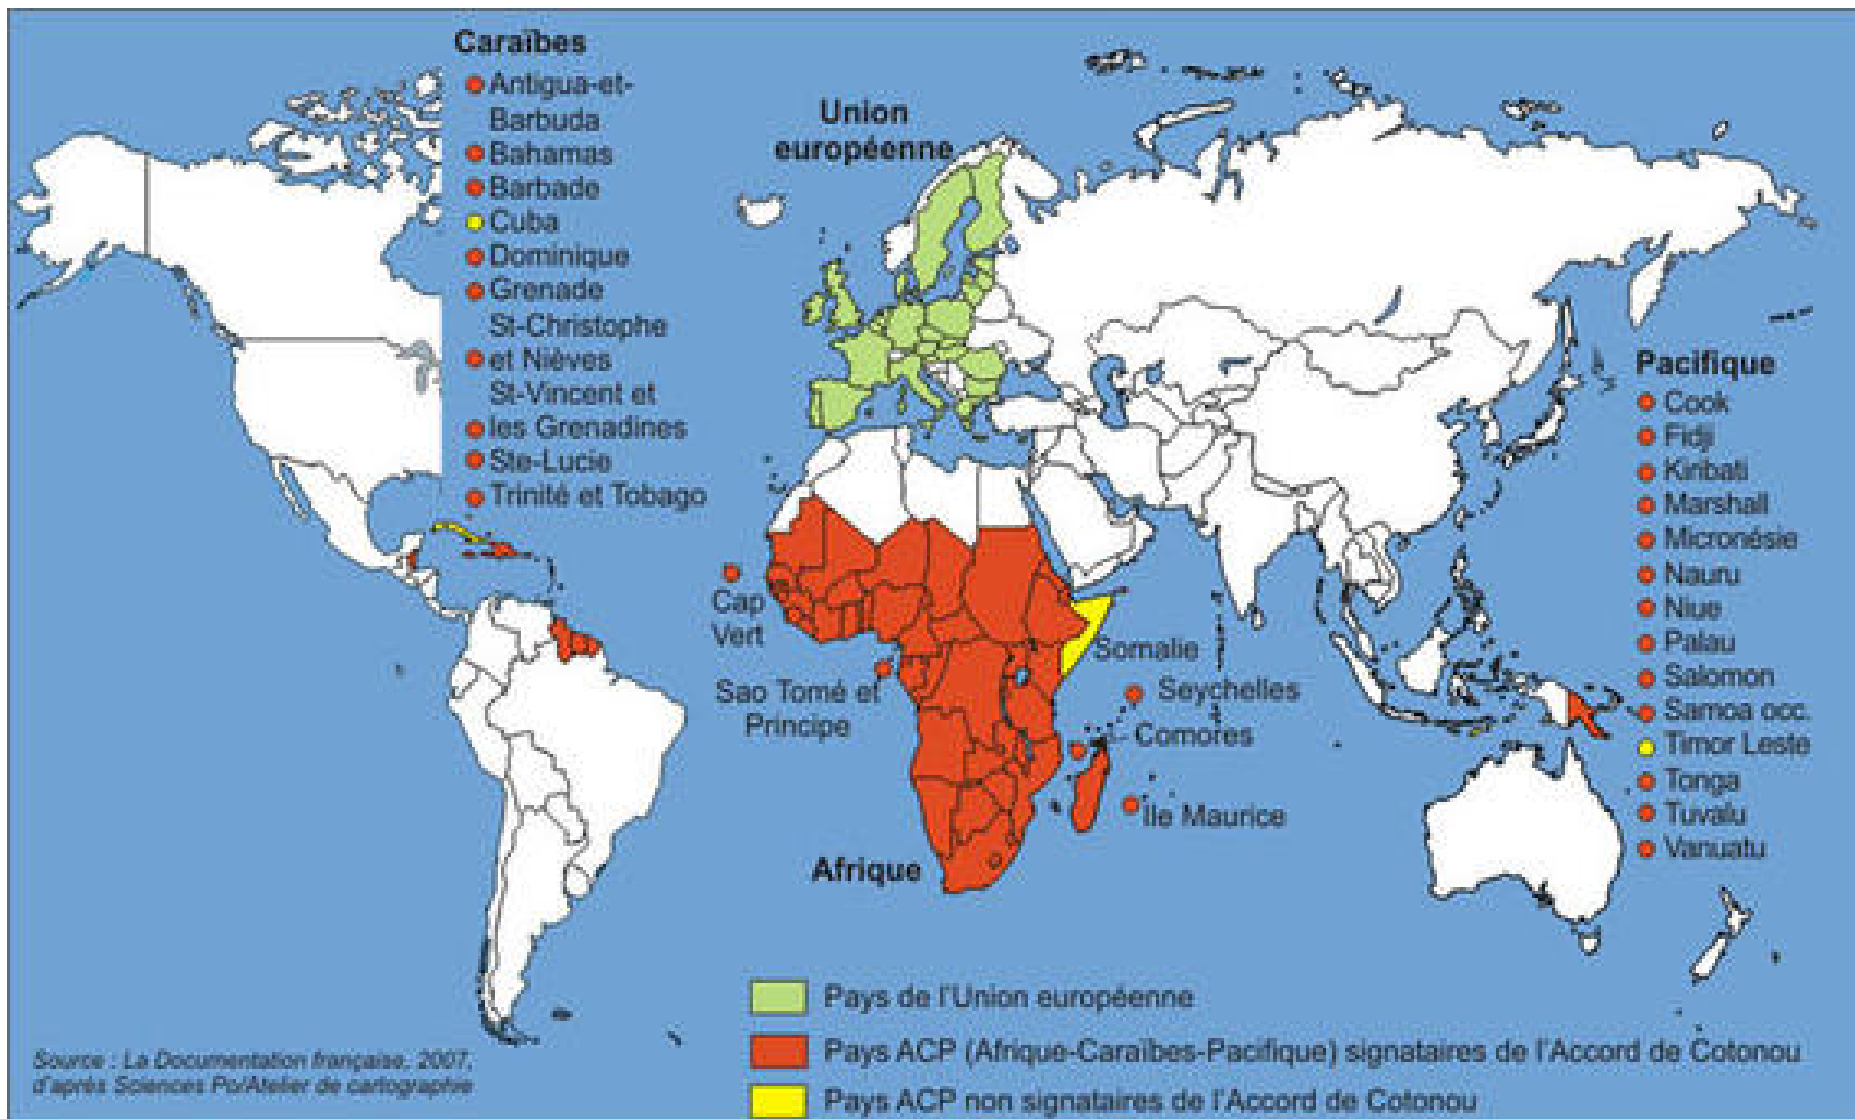 Caraïbes
Antigua-et-
Barbuda
Bahamas
Barbade
Cuba
Dominique
Grenade
St-Christophe
et Nièves
St-Vincent et
les Grenadines
Ste-Lucie
Trinité et Tobago
Union
européenne
Pacifique
Cook
Fidji
Kiribati
Marshall
Micronésie
Nauru
Niue
Palau
Salomon
Samoa occ.
Timor Leste
Tonga
Tuvalu
Vanuatu
Cap
Vert
Sao Tomé et
Principe
Somalie
Seychelles
Comores
Ile Maurice
Afrique
Pays de l'Union européenne
Pays ACP (Afrique-Caraïbes-Pacifique) signataires de l'Accord de Cotonou
Pays ACP non signataires de l'Accord de Cotonou
Source : La Documentation française, 2007,
d'après Sciences Po/Atelier de cartographie